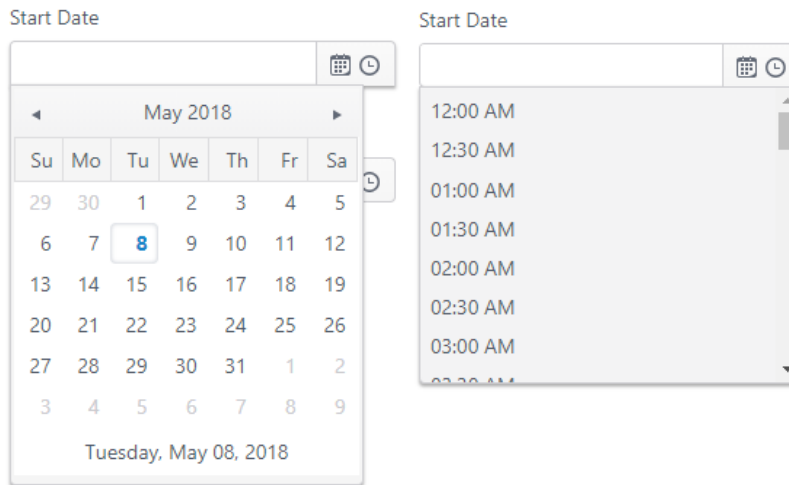 Start Date
May 2018
Su Mo Tu We Th Fr Sa
29 30 1 2 3 4 5
6 7 8 9 10 11 12
13 14 15 16 17 18 19
20 21 22 23 24 25 26
27 28 29 30 31 1 2
3 4 5 6 7 8 9
Tuesday, May 08, 2018
Start Date
12:00 AM
12:30 AM
01:00 AM
01:30 AM
02:00 AM
02:30 AM
03:00 AM
03:30 AM